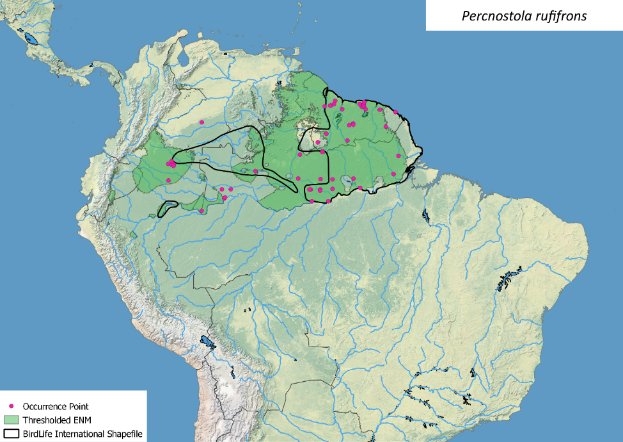 Percnostola rufifrons
Occurrence Point
Thresholded ENM
BirdLife International Shapefile